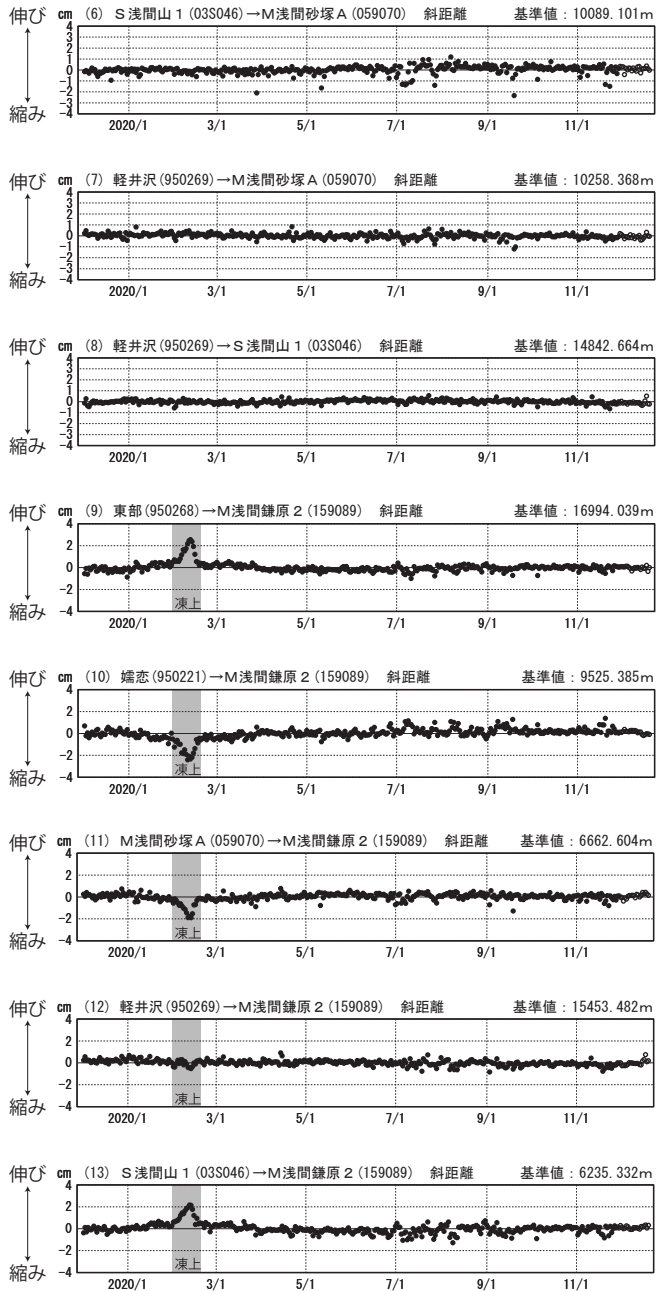 伸び cm (6) S浅間山1(03S046)→M浅間砂塚A(059070) 斜距離 基準値:10089.101m
4
3
2
1
0
-1
-2
-3
縮み -4
2020/1 3/1 5/1 7/1 9/1 11/1
伸び cm (7) 軽井沢(950269)→M浅間砂塚A(059070) 斜距離 基準値:10258.368m
4
3
2
1
0
-1
-2
-3
縮み -4
2020/1 3/1 5/1 7/1 9/1 11/1
伸び cm (8) 軽井沢(950269)→S浅間山1(03S046) 斜距離 基準値:14842.664m
4
3
2
1
0
-1
-2
-3
縮み -4
2020/1 3/1 5/1 7/1 9/1 11/1
伸び cm (9) 東部(950268)→M浅間鎌原2(159089) 斜距離 基準値:16994.039m
4
2
0
-2
凍上
縮み -4
2020/1 3/1 5/1 7/1 9/1 11/1
伸び cm (10) 嬬恋(950221)→M浅間鎌原2(159089) 斜距離 基準値:9525.385m
4
2
0
-2
凍上
縮み -4
2020/1 3/1 5/1 7/1 9/1 11/1
伸び cm (11) M浅間砂塚A(059070)→M浅間鎌原2(159089) 斜距離 基準値:6662.604m
4
2
0
-2
凍上
縮み -4
2020/1 3/1 5/1 7/1 9/1 11/1
伸び cm (12) 軽井沢(950269)→M浅間鎌原2(159089) 斜距離 基準値:15453.482m
4
2
0
-2
凍上
縮み -4
2020/1 3/1 5/1 7/1 9/1 11/1
伸び cm (13) S浅間山1(03S046)→M浅間鎌原2(159089) 斜距離 基準値:6235.332m
4
2
0
-2
凍上
縮み -4
2020/1 3/1 5/1 7/1 9/1 11/1